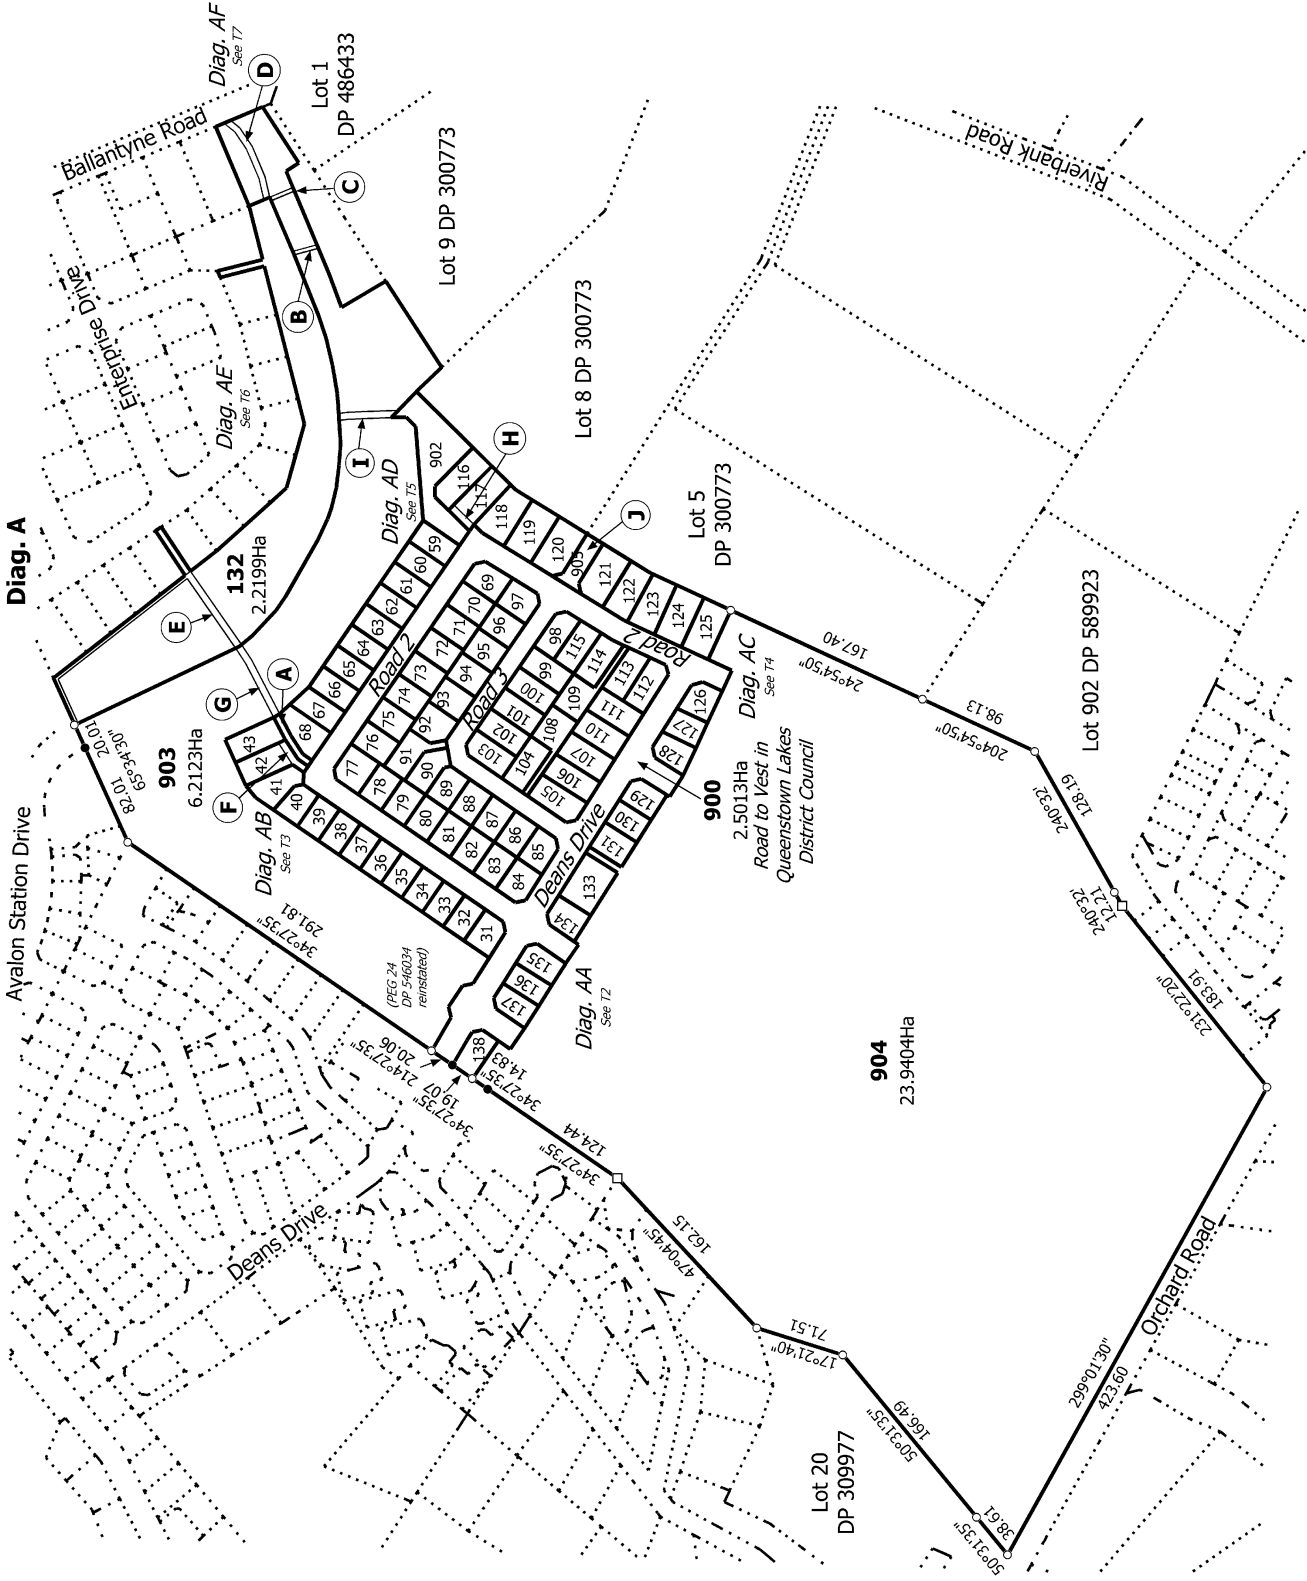 Diag. A
Diag. AF
See T7
D
Lot 1
DP 486433
Ballantyne Road
C
B
Lot 9 DP 300773
Riverbank Road
Enterprise Drive
Diag. AE
See T6
Lot 8 DP 300773
I
H
J
Diag. AD
See T5
902
116
117
118
119
120
905
121
122
123
124
125
Lot 5
DP 300773
132
2.2199Ha
E
G
A
F
903
6.2123Ha
20.01
82.01
65°34'30"
43
42
41
40
39
38
37
36
35
34
33
32
31
68
67
66
65
64
63
62
61
60
59
Road 2
69
70
71
72
73
74
75
76
77
78
79
80
81
82
83
84
85
86
87
88
89
90
91
92
93
94
95
96
97
Road 3
98
99
100
101
102
103
104
105
106
107
108
109
110
111
112
113
114
115
Road 2
126
127
128
129
130
131
133
134
135
136
137
138
Deans Drive
Diag. AB
See T3
Diag. AC
See T4
Diag. AA
See T2
900
2.5013Ha
Road to Vest in
Queenstown Lakes
District Council
Avalon Station Drive
34°27'35"
291.81
(PEG 24
DP 546034
reinstated)
214°27'35"
20.06
34°27'35"
19.07
34°27'35"
14.83
34°27'35"
124.44
47°04'45"
162.15
17°21'40"
71.51
50°31'35"
166.49
50°31'35"
38.61
299°01'30"
423.60
Orchard Road
231°22'20"
183.91
240°32'
12.21
240°32'
128.19
204°54'50"
98.13
24°54'50"
167.40
Lot 902 DP 589923
904
23.9404Ha
Deans Drive
Lot 20
DP 309977